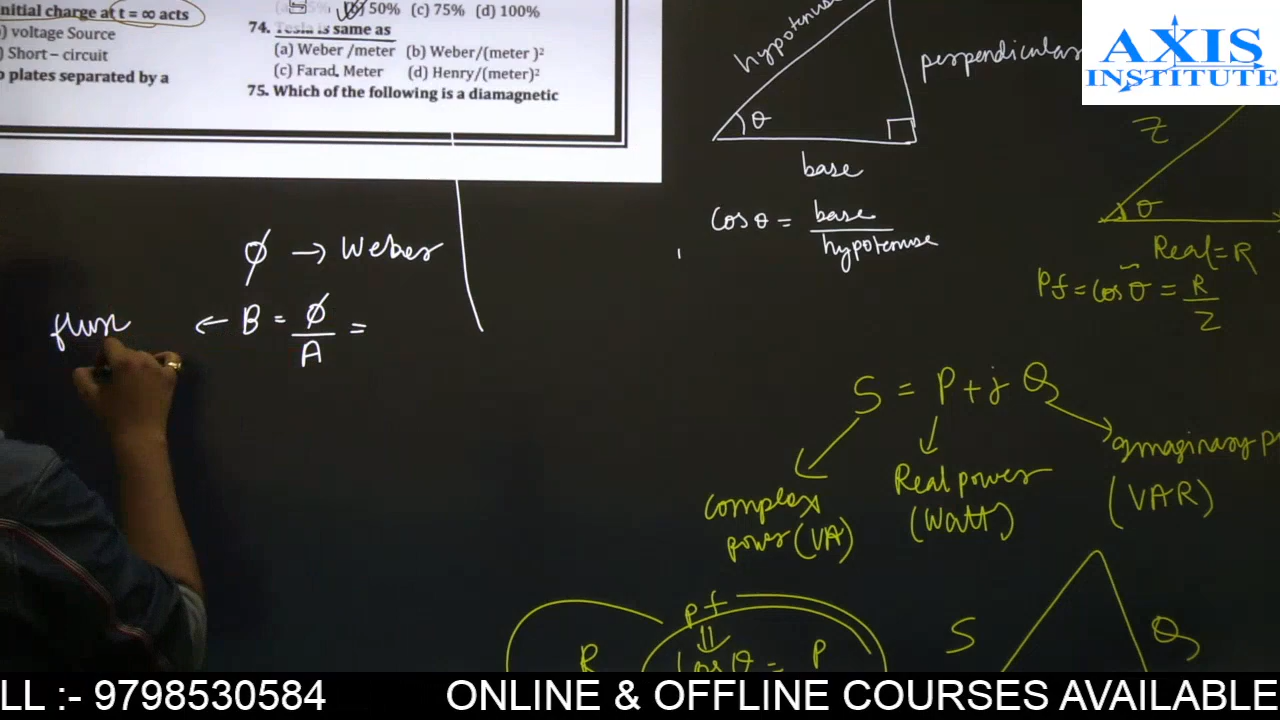 nitial charge at t = ∞ acts
) voltage Source
) Short – circuit
o plates separated by a
50% (c) 75% (d) 100%
74. Tesla is same as
(a) Weber /meter (b) Weber/(meter )²
(c) Farad, Meter (d) Henry/(meter)²
75. Which of the following is a diamagnetic
ϕ → Weber
flux ← B = ϕ/A =
hypotenuse
perpendicular
θ
base
cos θ = base/hypotenuse
AXIS
INSTITUTE
Z
θ
Real = R
Pf = cos θ = R/Z
S = P + j Q
complex power (VA)
Real power (Watt)
(VAR)
pf
⇓
cos θ = P
R
S
Q
LL :- 9798530584 ONLINE & OFFLINE COURSES AVAILABLE